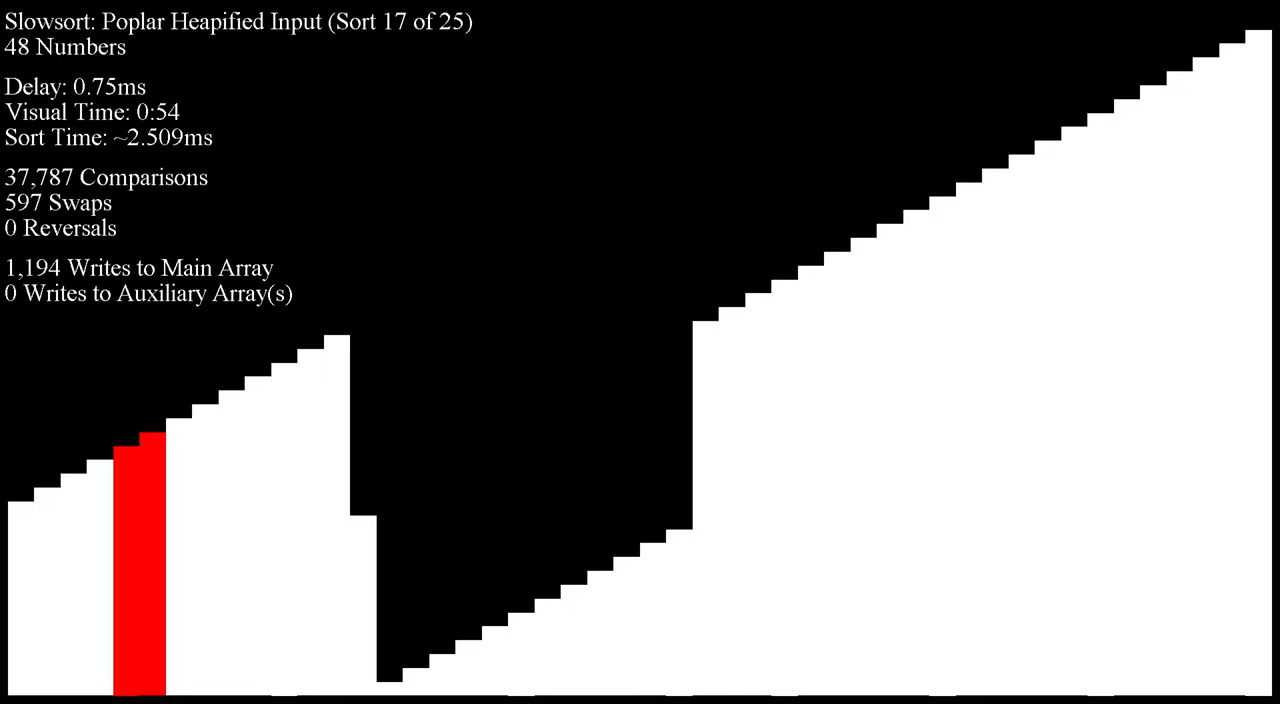 Slowsort: Poplar Heapified Input (Sort 17 of 25)
48 Numbers
Delay: 0.75ms
Visual Time: 0:54
Sort Time: ~2.509ms
37,787 Comparisons
597 Swaps
0 Reversals
1,194 Writes to Main Array
0 Writes to Auxiliary Array(s)